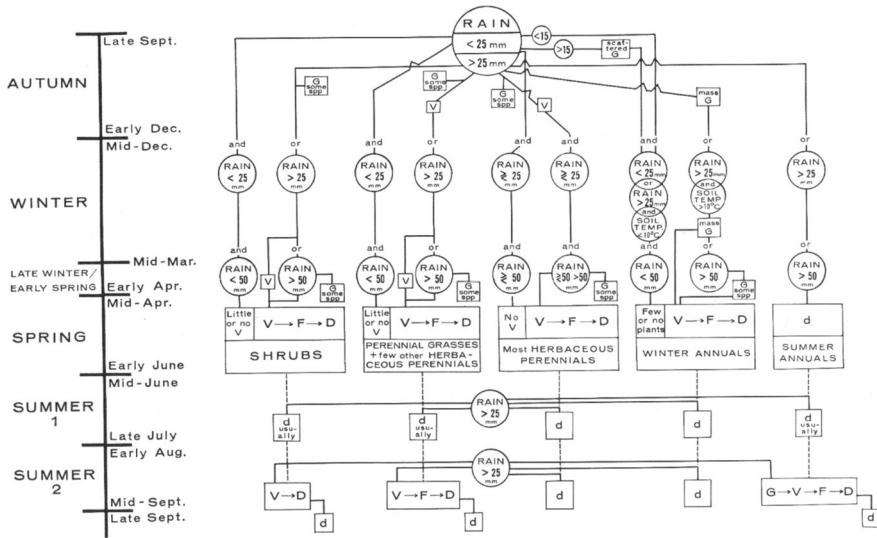 RAIN
< 25 mm
> 25 mm
<15
>15
scat-
tered
G
Late Sept.
AUTUMN
G
some
spp
G
some
spp
V
G
some
spp
V
mass
G
Early Dec.
Mid-Dec.
and
or
and
or
and
and
and
or
or
WINTER
RAIN
< 25
mm
RAIN
> 25
mm
RAIN
< 25
mm
RAIN
> 25
mm
RAIN
≷ 25
mm
RAIN
≷ 25
mm
RAIN
< 25 mm
or
RAIN
> 25 mm
and
SOIL
TEMP.
<10°C
RAIN
> 25 mm
and
SOIL
TEMP.
>10°C
mass
G
RAIN
> 25
mm
Mid-Mar.
and
or
and
or
and
and
and
or
or
LATE WINTER/
EARLY SPRING
Early Apr.
Mid-Apr.
RAIN
< 50
mm
V
RAIN
> 50
mm
G
some
spp
RAIN
< 50
mm
V
RAIN
> 50
mm
G
some
spp
RAIN
≷ 50
mm
RAIN
≷50 >50
mm
G
some
spp
RAIN
< 50
mm
RAIN
> 50
mm
G
some
spp
RAIN
> 50
mm
SPRING
Little
or no
V
V→F→D
SHRUBS
Little
or no
V
V→F→D
PERENNIAL GRASSES
+ few other HERBA-
CEOUS PERENNIALS
No
V
V→F→D
Most HERBACEOUS
PERENNIALS
Few
or no
plants
V→F→D
WINTER ANNUALS
d
SUMMER
ANNUALS
Early June
Mid-June
SUMMER
1
RAIN
> 25
mm
d
usu-
ally
d
usu-
ally
d
d
d
usu-
ally
Late July
Early Aug.
SUMMER
2
RAIN
> 25
mm
V→D
V→F→D
d
d
G→V→F→D
Mid-Sept.
Late Sept.
d
d
d